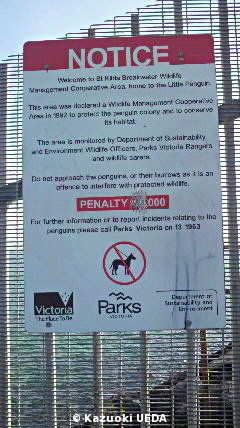 NOTICE
Welcome to St Kilda Breakwater Wildlife
Management Cooperative Area, home to the Little Penguin.
This area was declared a Wildlife Management Cooperative
Area in 1992 to protect the penguin colony and to conserve
its habitat.
The area is monitored by Department of Sustainability
and Environment Wildlife Officers, Parks Victoria Rangers
and wildlife carers.
Do not approach the penguins, or their burrows as it is an
offence to interfere with protected wildlife.
PENALTY 000
For further information or to report incidents relating to the
penguins please call Parks Victoria on 13 1963
Victoria
The Place To Be
Parks
VICTORIA
Department of
Sustainability and
Environment
© Kazuoki UEDA